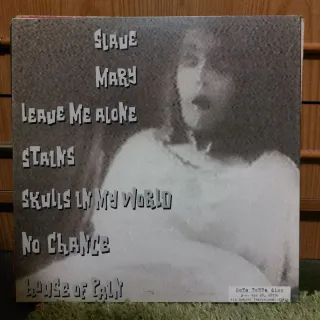 SLAVE
MARY
LEAVE ME ALONE
STAINS
SKULLS IN MY WORLD
NO CHANCE
HOUSE OF PAIN